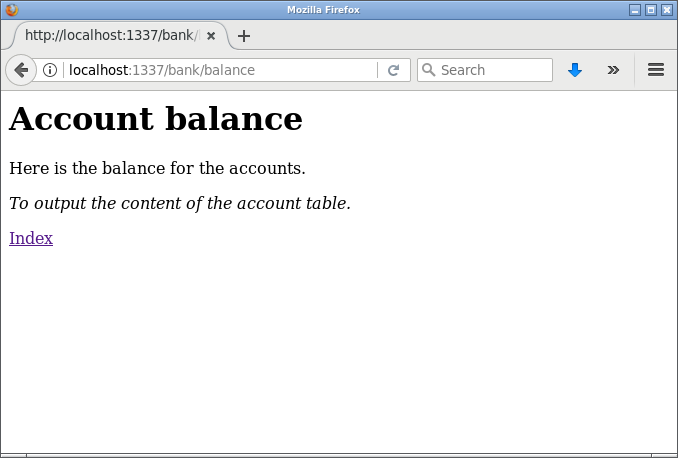 Mozilla Firefox
http://localhost:1337/bank/
localhost:1337/bank/balance
Search
Account balance
Here is the balance for the accounts.
To output the content of the account table.
Index